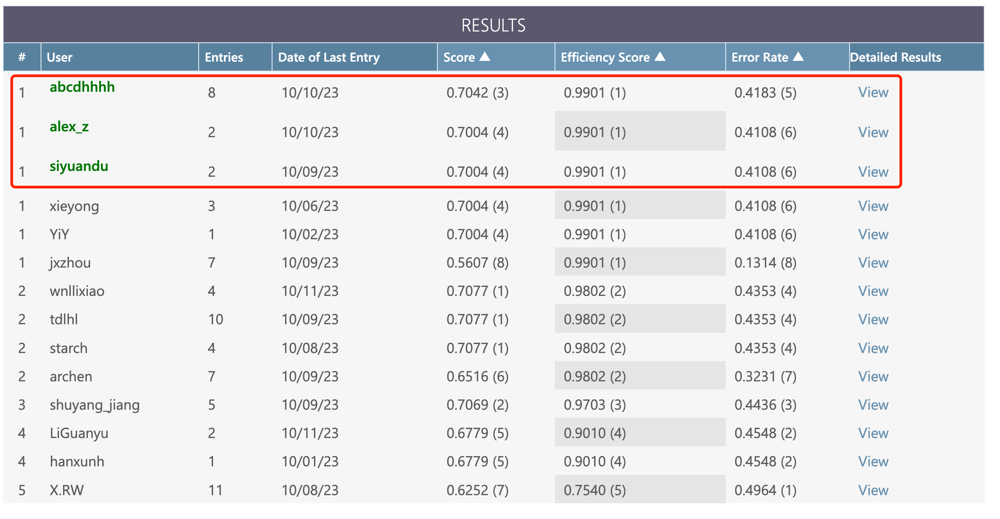 RESULTS
# User Entries Date of Last Entry Score ▲ Efficiency Score ▲ Error Rate ▲ Detailed Results
1 abcdhhhh 8 10/10/23 0.7042 (3) 0.9901 (1) 0.4183 (5) View
1 alex_z 2 10/10/23 0.7004 (4) 0.9901 (1) 0.4108 (6) View
1 siyuandu 2 10/09/23 0.7004 (4) 0.9901 (1) 0.4108 (6) View
1 xieyong 3 10/06/23 0.7004 (4) 0.9901 (1) 0.4108 (6) View
1 YiY 1 10/02/23 0.7004 (4) 0.9901 (1) 0.4108 (6) View
1 jxzhou 7 10/09/23 0.5607 (8) 0.9901 (1) 0.1314 (8) View
2 wnllixiao 4 10/11/23 0.7077 (1) 0.9802 (2) 0.4353 (4) View
2 tdlhl 10 10/09/23 0.7077 (1) 0.9802 (2) 0.4353 (4) View
2 starch 4 10/08/23 0.7077 (1) 0.9802 (2) 0.4353 (4) View
2 archen 7 10/09/23 0.6516 (6) 0.9802 (2) 0.3231 (7) View
3 shuyang_jiang 5 10/09/23 0.7069 (2) 0.9703 (3) 0.4436 (3) View
4 LiGuanyu 2 10/11/23 0.6779 (5) 0.9010 (4) 0.4548 (2) View
4 hanxunh 1 10/01/23 0.6779 (5) 0.9010 (4) 0.4548 (2) View
5 X.RW 11 10/08/23 0.6252 (7) 0.7540 (5) 0.4964 (1) View